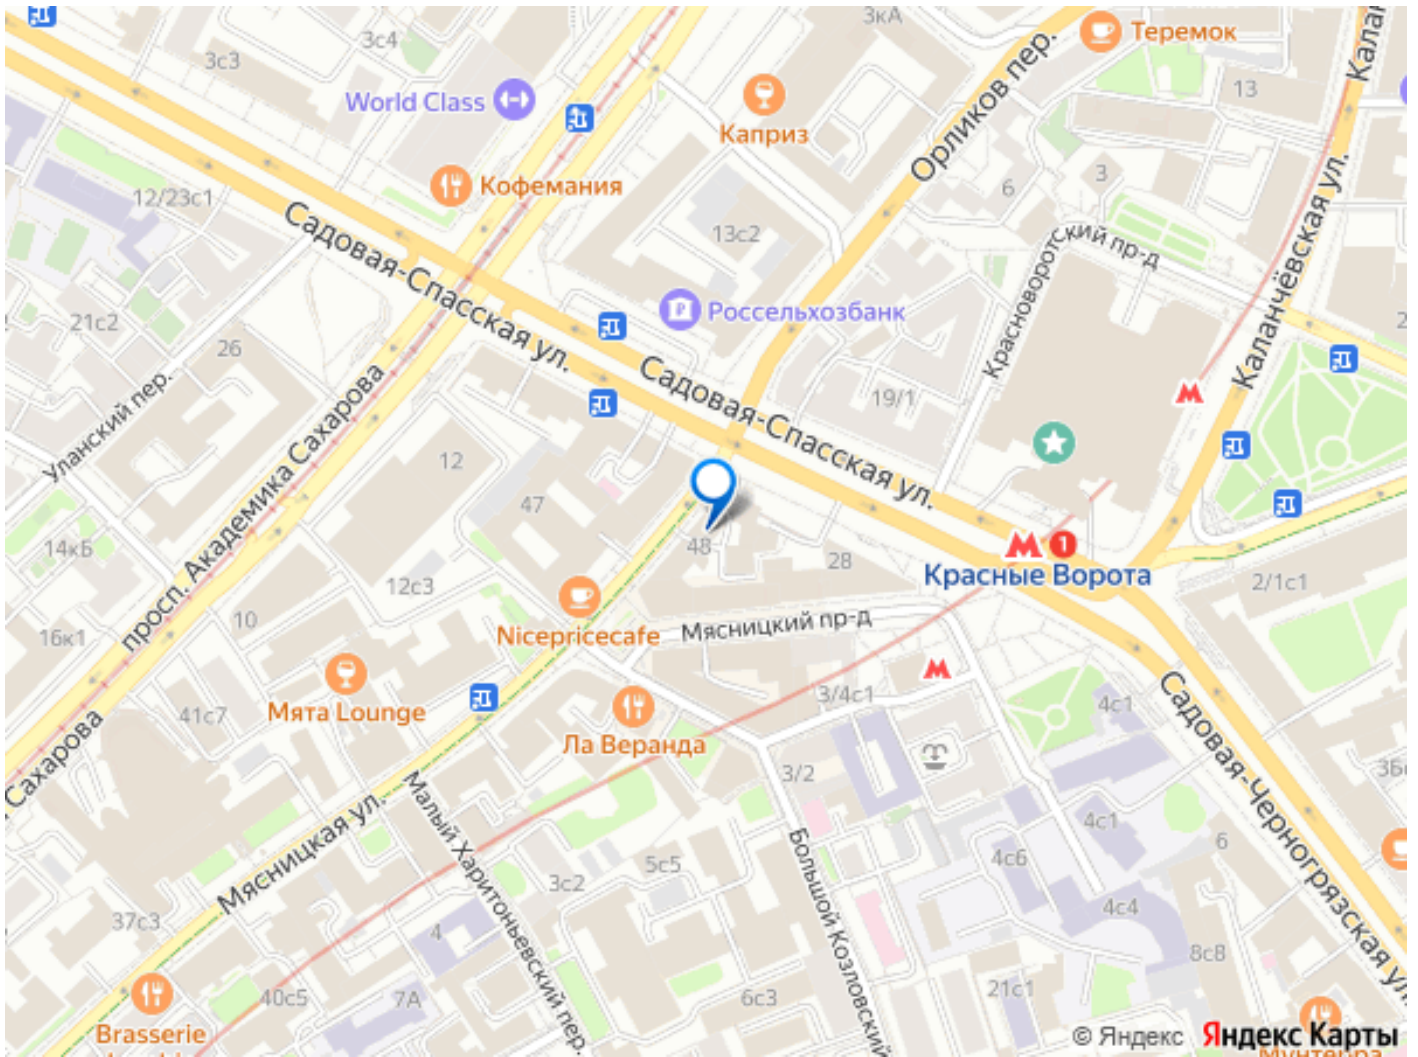 3кА
Теремок
3с4
3с3
World Class
Каприз
13
Орликов пер.
Калан
Кофемания
12/23с1
6
3
13с2
Садовая-Спасская ул.
Красноворотский пр-д
Каланчёвская ул.
Россельхозбанк
21с2
26
2
Садовая-Спасская ул.
19/1
Уланский пер.
просп. Академика Сахарова
12
47
14кБ
48
28
Красные Ворота
1
2/1с1
12с3
10
16к1
Nicepricecafe
Мясницкий пр-д
Мята Lounge
41с7
Ла Веранда
3/4с1
4с1
Сахарова
3/2
36с
Садовая-Черногрязская ул.
Мясницкая ул.
Малый Харитоньевский пер.
Большой Козловский
4с1
6
5с5
3с2
4с6
37с3
4
4с4
8с8
40с5
7А
6с3
21с1
Brasserie
© Яндекс
Яндекс Карты